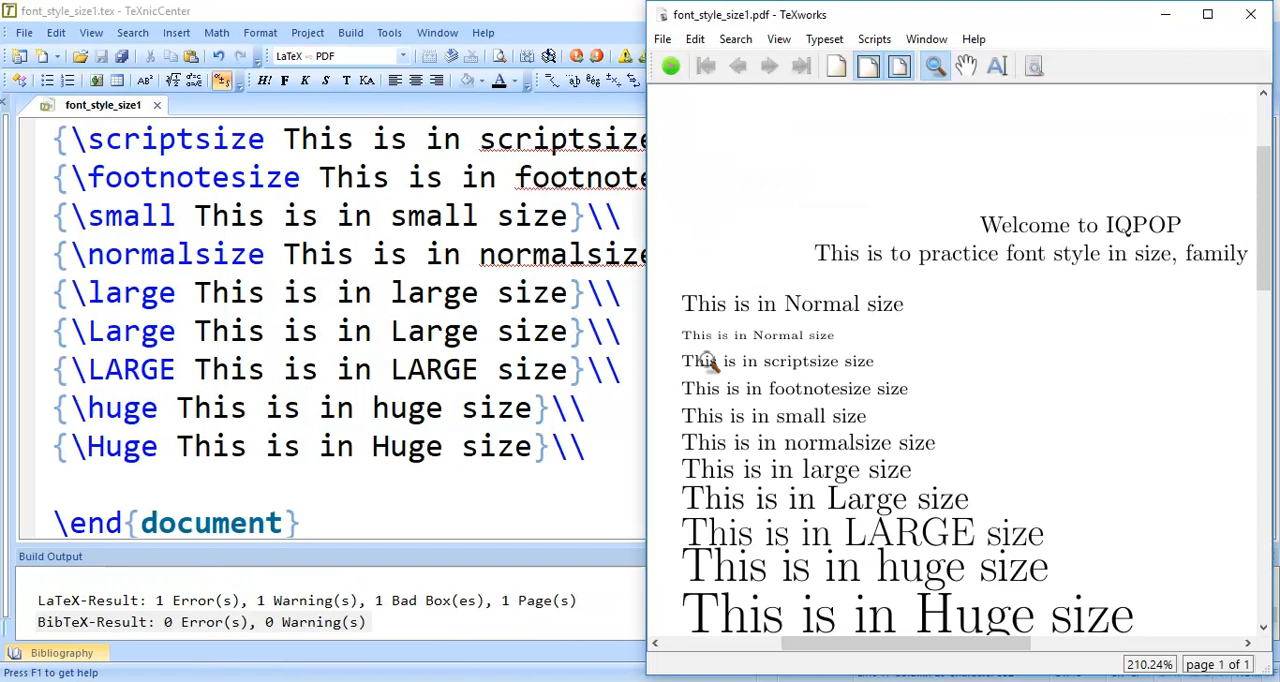 font_style_size1.tex - TeXnicCenter
File Edit View Search Insert Math Format Project Build Tools Window Help
LaTeX ⇨ PDF
H! F K S T KA
font_style_size1
{\scriptsize This is in scriptsize
{\footnotesize This is in footnote
{\small This is in small size}\\
{\normalsize This is in normalsize
{\large This is in large size}\\
{\Large This is in Large size}\\
{\LARGE This is in LARGE size}\\
{\huge This is in huge size}\\
{\Huge This is in Huge size}\\
\end{document}
Build Output
LaTeX-Result: 1 Error(s), 1 Warning(s), 1 Bad Box(es), 1 Page(s)
BibTeX-Result: 0 Error(s), 0 Warning(s)
Bibliography
Press F1 to get help
font_style_size1.pdf - TeXworks
File Edit Search View Typeset Scripts Window Help
Welcome to IQPOP
This is to practice font style in size, family
This is in Normal size
This is in Normal size
This is in scriptsize size
This is in footnotesize size
This is in small size
This is in normalsize size
This is in large size
This is in Large size
This is in LARGE size
This is in huge size
This is in Huge size
210.24% page 1 of 1